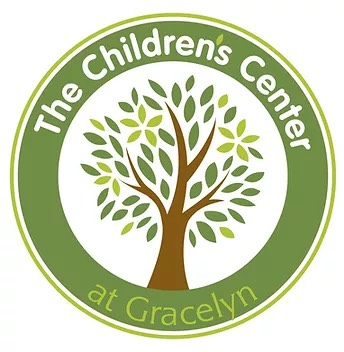 The Children's Center
at Gracelyn